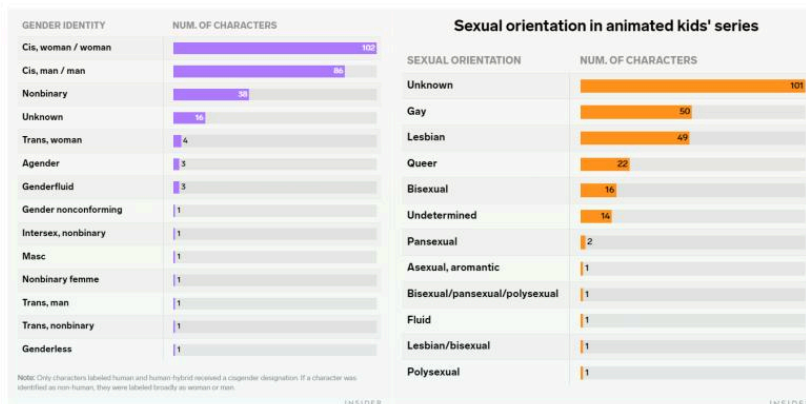 GENDER IDENTITY NUM. OF CHARACTERS
Cis, woman / woman 102
Cis, man / man 86
Nonbinary 38
Unknown 16
Trans, woman 4
Agender 3
Genderfluid 3
Gender nonconforming 1
Intersex, nonbinary 1
Masc 1
Nonbinary femme 1
Trans, man 1
Trans, nonbinary 1
Genderless 1
Note: Only characters labeled human and human-hybrid received a cisgender designation. If a character was
identified as non-human, they were labeled broadly as woman or man.
INSIDER
Sexual orientation in animated kids' series
SEXUAL ORIENTATION NUM. OF CHARACTERS
Unknown 101
Gay 50
Lesbian 49
Queer 22
Bisexual 16
Undetermined 14
Pansexual 2
Asexual, aromantic 1
Bisexual/pansexual/polysexual 1
Fluid 1
Lesbian/bisexual 1
Polysexual 1